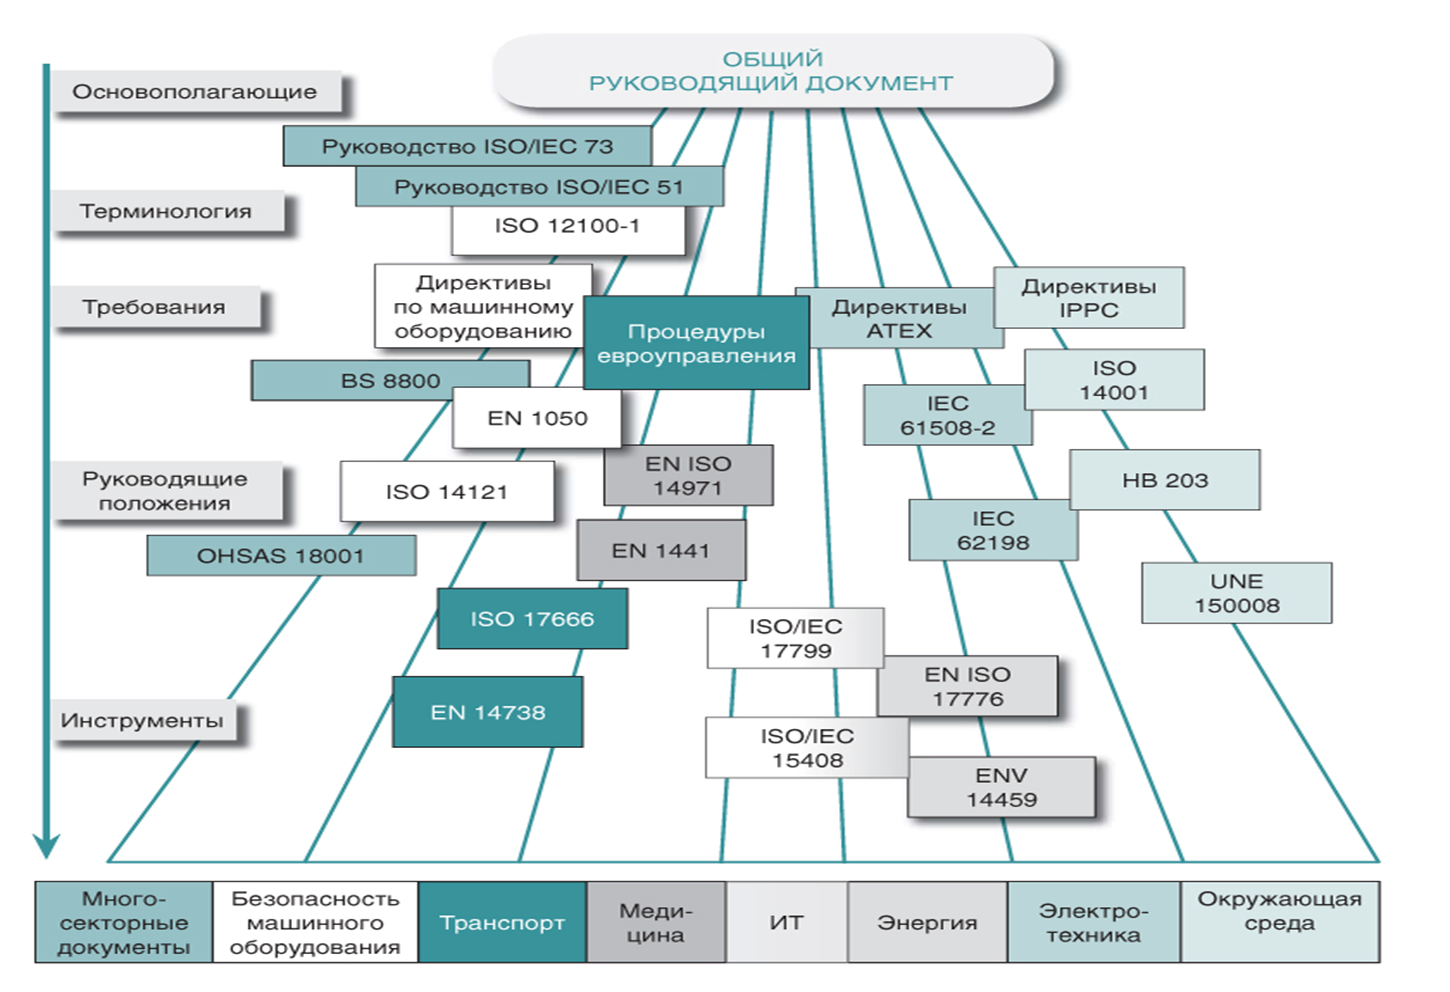 ОБЩИЙ
РУКОВОДЯЩИЙ ДОКУМЕНТ
Основополагающие
Руководство ISO/IEC 73
Руководство ISO/IEC 51
Терминология
ISO 12100-1
Требования
Директивы
по машинному
оборудованию
Процедуры
евроуправления
Директивы
ATEX
Директивы
IPPC
BS 8800
EN 1050
IEC
61508-2
ISO
14001
Руководящие
положения
ISO 14121
EN ISO
14971
HB 203
OHSAS 18001
EN 1441
IEC
62198
UNE
150008
ISO 17666
ISO/IEC
17799
EN ISO
17776
Инструменты
EN 14738
ISO/IEC
15408
ENV
14459
Много-
секторные
документы
Безопасность
машинного
оборудования
Транспорт
Меди-
цина
ИТ
Энергия
Электро-
техника
Окружающая
среда